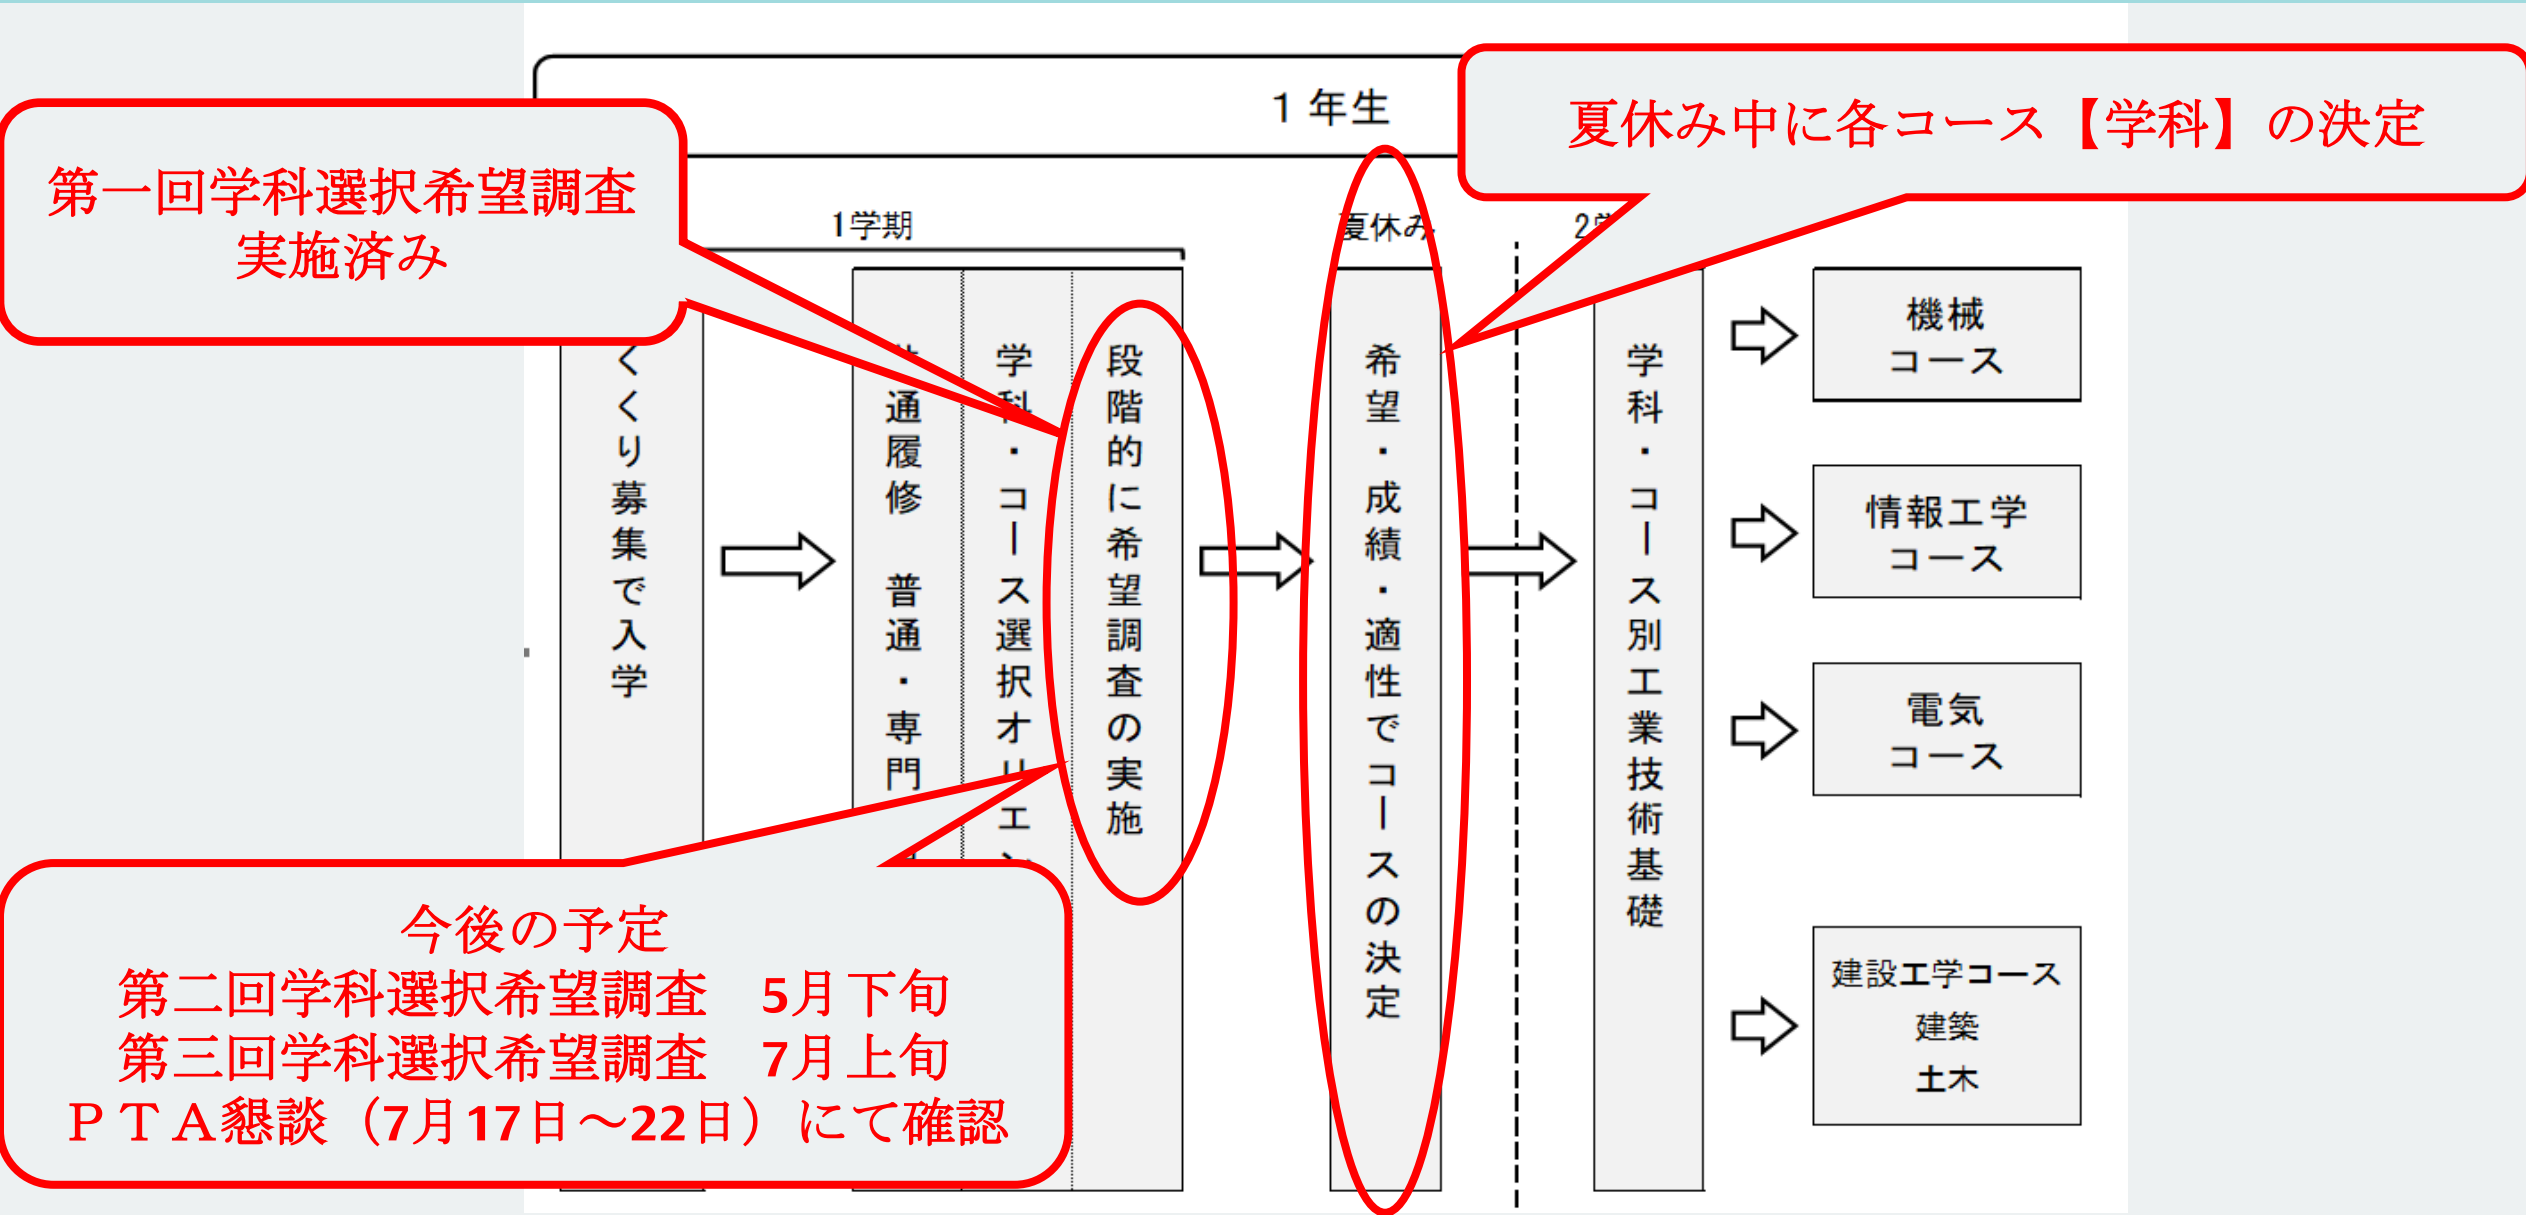 1年生
夏休み中に各コース【学科】の決定
第一回学科選択希望調査
実施済み
1学期
夏休み
くくり募集で入学
通履修 普通・専門
学科・コース選択オリエン
段階的に希望調査の実施
希望・成績・適性でコースの決定
学科・コース別工業技術基礎
機械
コース
情報工学
コース
電気
コース
建設工学コース
建築
土木
今後の予定
第二回学科選択希望調査 5月下旬
第三回学科選択希望調査 7月上旬
PTA懇談(7月17日~22日)にて確認